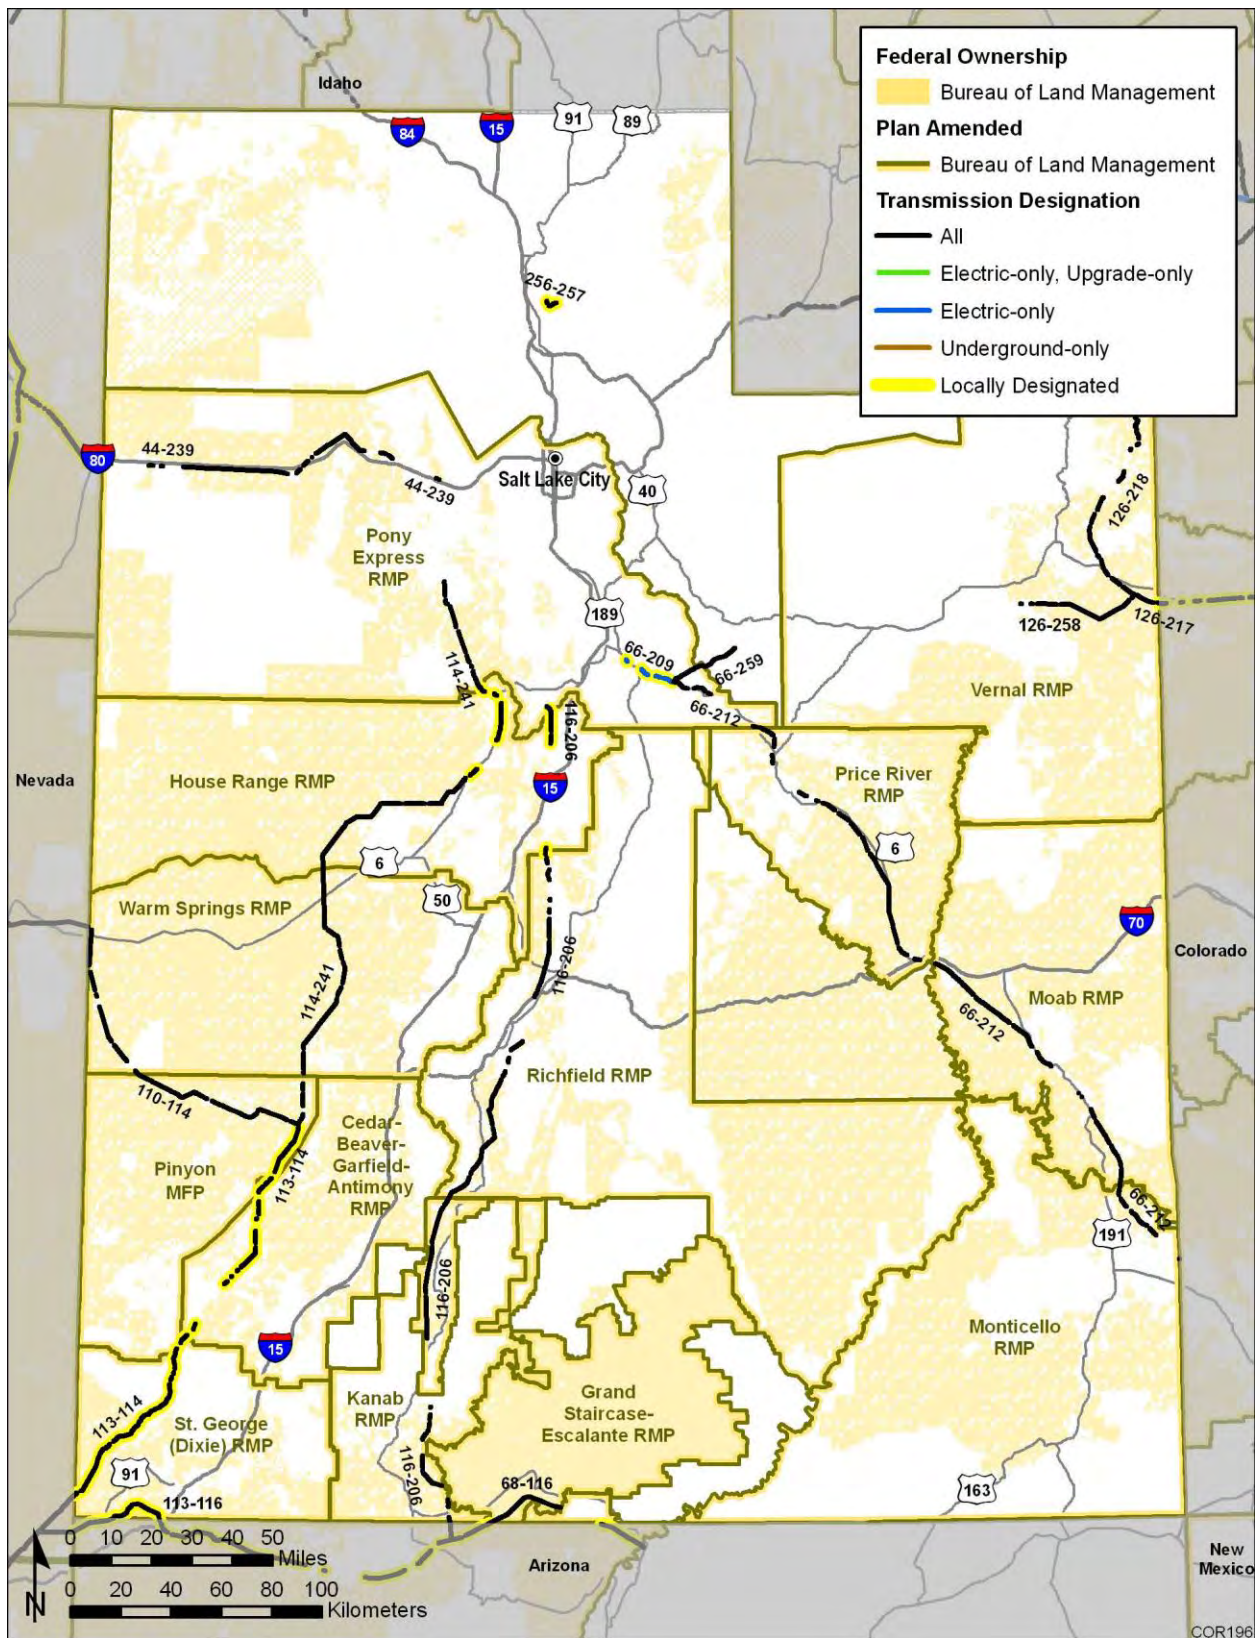 Federal Ownership
Bureau of Land Management
Plan Amended
Bureau of Land Management
Transmission Designation
All
Electric-only, Upgrade-only
Electric-only
Underground-only
Locally Designated
Idaho
84
15
91
89
256-257
80
44-239
44-239
Salt Lake City
40
126-218
Pony
Express
RMP
189
126-258
126-217
66-209
66-259
114-241
116-206
66-212
Vernal RMP
Nevada
House Range RMP
15
Price River
RMP
6
6
Warm Springs RMP
50
70
Colorado
116-206
114-241
Moab RMP
66-212
Richfield RMP
110-114
Cedar-
Beaver-
Garfield-
Antimony
RMP
Pinyon
MFP
113-114
66-212
191
116-206
15
Monticello
RMP
Kanab
RMP
Grand
Staircase-
Escalante RMP
113-114
St. George
(Dixie) RMP
91
116-206
68-116
163
113-116
0 10 20 30 40 50
Miles
0 20 40 60 80 100
Kilometers
N
Arizona
New
Mexico
COR196